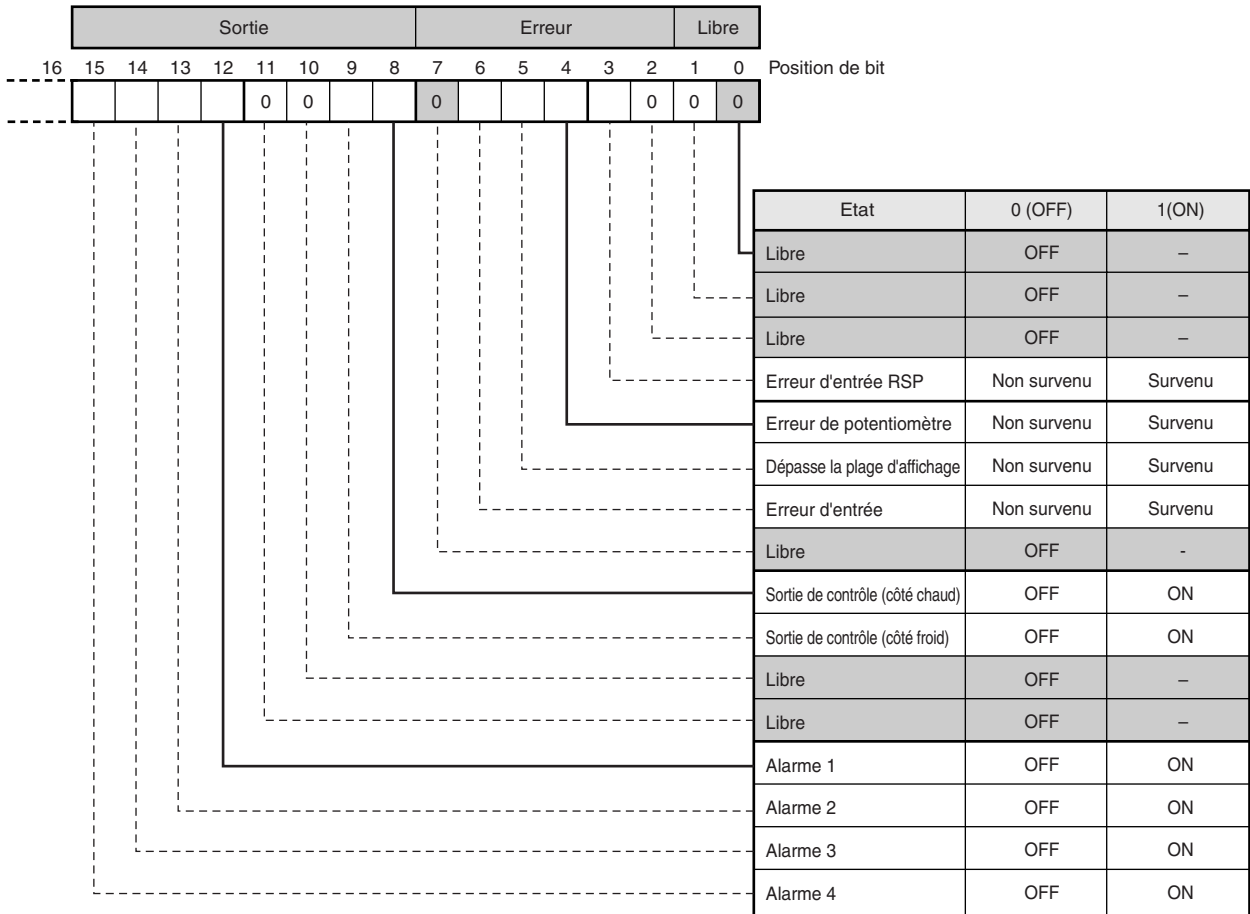 Sortie Erreur Libre
16 15 14 13 12 11 10 9 8 7 6 5 4 3 2 1 0 Position de bit
0 0 0 0 0 0
Etat 0 (OFF) 1(ON)
Libre OFF –
Libre OFF –
Libre OFF –
Erreur d'entrée RSP Non survenu Survenu
Erreur de potentiomètre Non survenu Survenu
Dépasse la plage d'affichage Non survenu Survenu
Erreur d'entrée Non survenu Survenu
Libre OFF -
Sortie de contrôle (côté chaud) OFF ON
Sortie de contrôle (côté froid) OFF ON
Libre OFF –
Libre OFF –
Alarme 1 OFF ON
Alarme 2 OFF ON
Alarme 3 OFF ON
Alarme 4 OFF ON